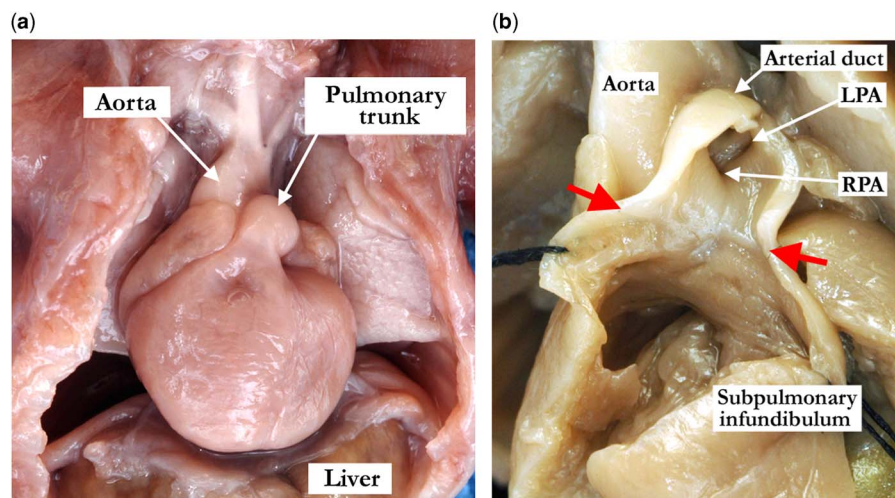 (a)
Aorta
Pulmonary
trunk
Liver
(b)
Arterial duct
Aorta
LPA
RPA
Subpulmonary
infundibulum